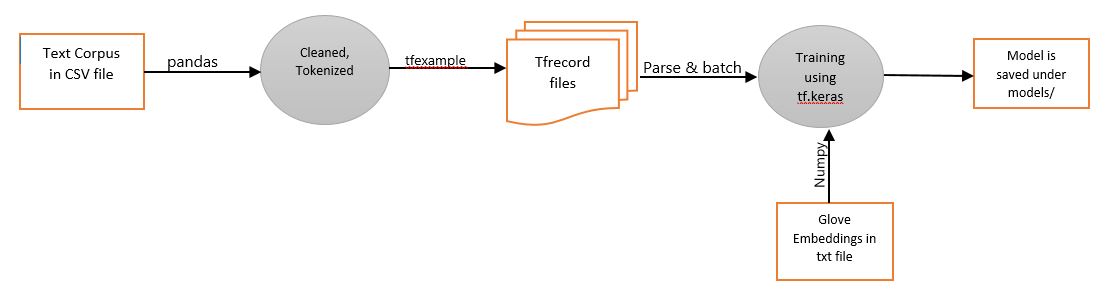 Text Corpus
in CSV file
pandas
Cleaned,
Tokenized
tfexample
Tfrecord
files
Parse & batch
Training
using
tf.keras
Model is
saved under
models/
Numpy
Glove
Embeddings in
txt file